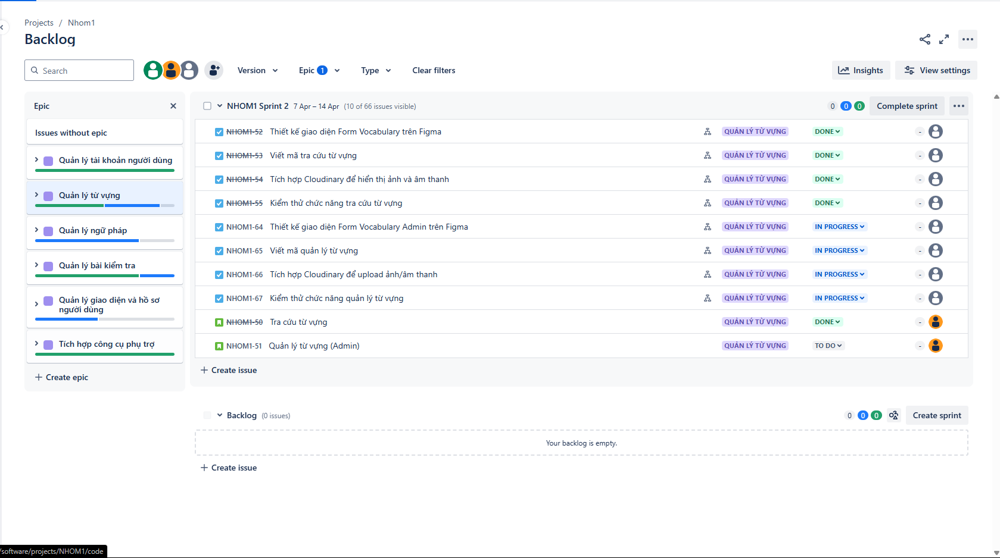 Projects / Nhom1
Backlog
Search
Version
Epic 1
Type
Clear filters
Insights
View settings
Epic
Issues without epic
Quản lý tài khoản người dùng
Quản lý từ vựng
Quản lý ngữ pháp
Quản lý bài kiểm tra
Quản lý giao diện và hồ sơ
người dùng
Tích hợp công cụ phụ trợ
Create epic
NHOM1 Sprint 2 7 Apr – 14 Apr (10 of 66 issues visible) 0 0 0 Complete sprint
NHOM1-52 Thiết kế giao diện Form Vocabulary trên Figma QUẢN LÝ TỪ VỰNG DONE -
NHOM1-53 Viết mã tra cứu từ vựng QUẢN LÝ TỪ VỰNG DONE -
NHOM1-54 Tích hợp Cloudinary để hiển thị ảnh và âm thanh QUẢN LÝ TỪ VỰNG DONE -
NHOM1-55 Kiểm thử chức năng tra cứu từ vựng QUẢN LÝ TỪ VỰNG DONE -
NHOM1-64 Thiết kế giao diện Form Vocabulary Admin trên Figma QUẢN LÝ TỪ VỰNG IN PROGRESS -
NHOM1-65 Viết mã quản lý từ vựng QUẢN LÝ TỪ VỰNG IN PROGRESS -
NHOM1-66 Tích hợp Cloudinary để upload ảnh/âm thanh QUẢN LÝ TỪ VỰNG IN PROGRESS -
NHOM1-67 Kiểm thử chức năng quản lý từ vựng QUẢN LÝ TỪ VỰNG IN PROGRESS -
NHOM1-50 Tra cứu từ vựng QUẢN LÝ TỪ VỰNG DONE -
NHOM1-51 Quản lý từ vựng (Admin) QUẢN LÝ TỪ VỰNG TO DO -
Create issue
Backlog (0 issues) 0 0 0 Create sprint
Your backlog is empty.
Create issue
/software/projects/NHOM1/code